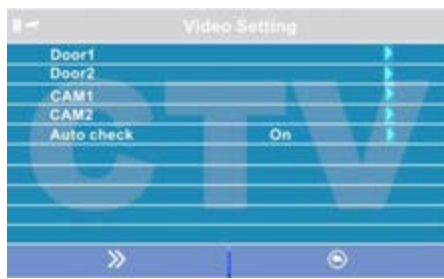 Video Setting
Door1
Door2
CAM1
CAM2
Auto check On
CTV